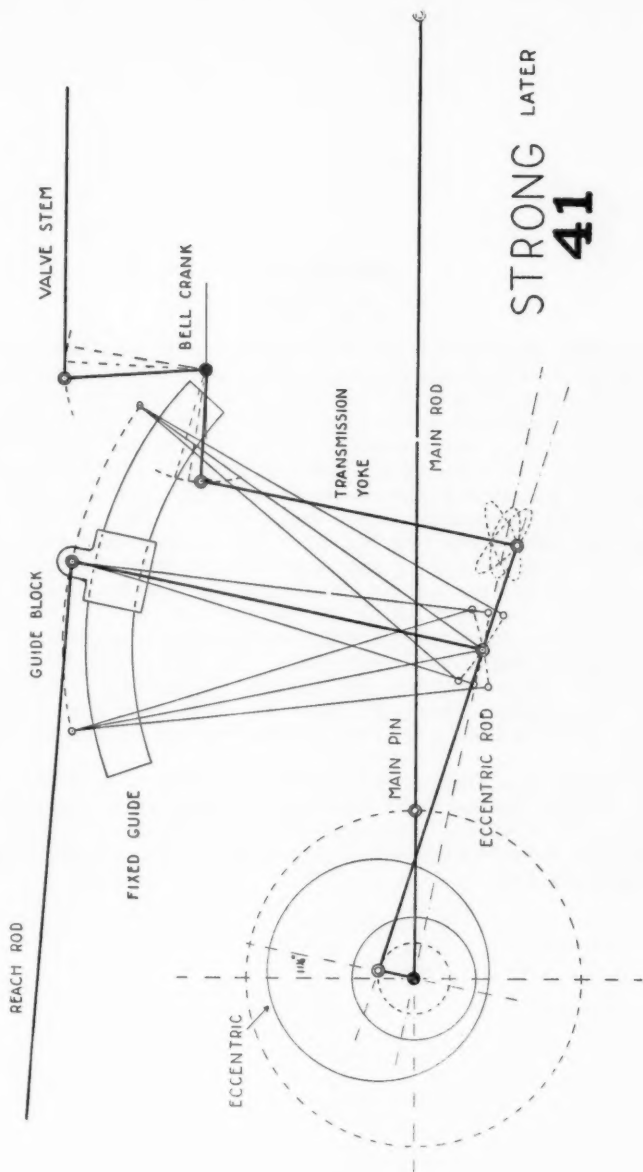 REACH ROD
GUIDE BLOCK
VALVE STEM
BELL CRANK
FIXED GUIDE
TRANSMISSION
YOKE
MAIN PIN
MAIN ROD
ECCENTRIC
ECCENTRIC ROD
STRONG LATER
41